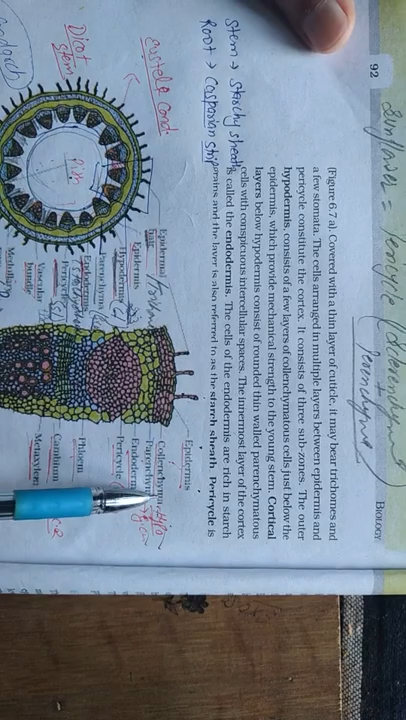 92
BIOLOGY
Sunflower = Pericycle (Sclerenchy
Parenchyma)
(Figure 6.7 a). Covered with a thin layer of cuticle, it may bear trichomes and
a few stomata. The cells arranged in multiple layers between epidermis and
pericycle constitute the cortex. It consists of three sub-zones. The outer
hypodermis, consists of a few layers of collenchymatous cells just below the
epidermis, which provide mechanical strength to the young stem. Cortical
layers below hypodermis consist of rounded thin walled parenchymatous
cells with conspicuous intercellular spaces. The innermost layer of the cortex
is called the endodermis. The cells of the endodermis are rich in starch
grains and the layer is also referred to as the starch sheath. Pericycle is
Stem → Starchy sheath
Root → Casparian strip
Dicot
Stem
Pith
Epidermal
hair
Epidermis
Hypodermis (C)
Parenchyma
Endodermis
Pericycle
Vascular
bundle
Medullary
Epidermis
Collenchyma
Parenchyma
Endoderm
Pericycle
Phloem
Cambium
Metaxylem